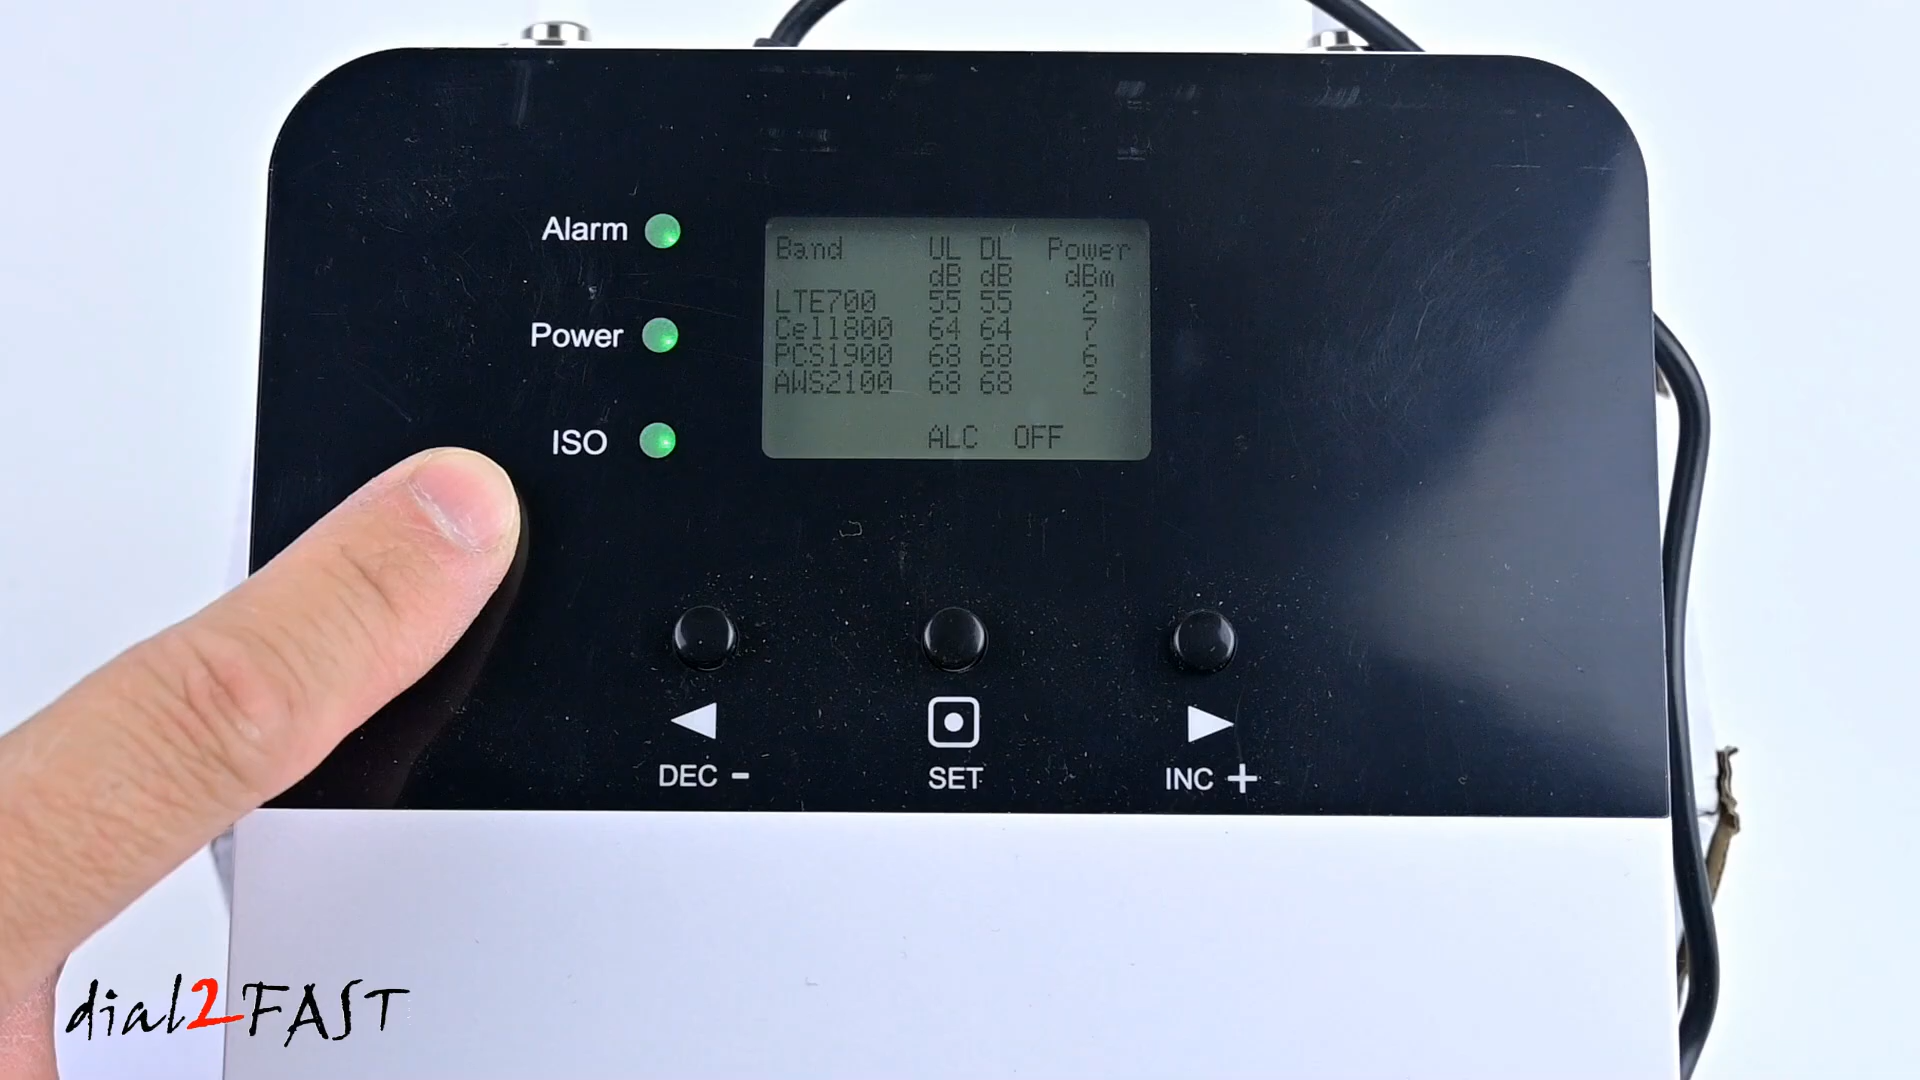 Alarm
Power
ISO
Band UL DL Power
dB dB dBm
LTE700 55 55 2
Cell800 64 64 7
PCS1900 68 68 6
AWS2100 68 68 2
ALC OFF
DEC -
SET
INC +
dial2FAST